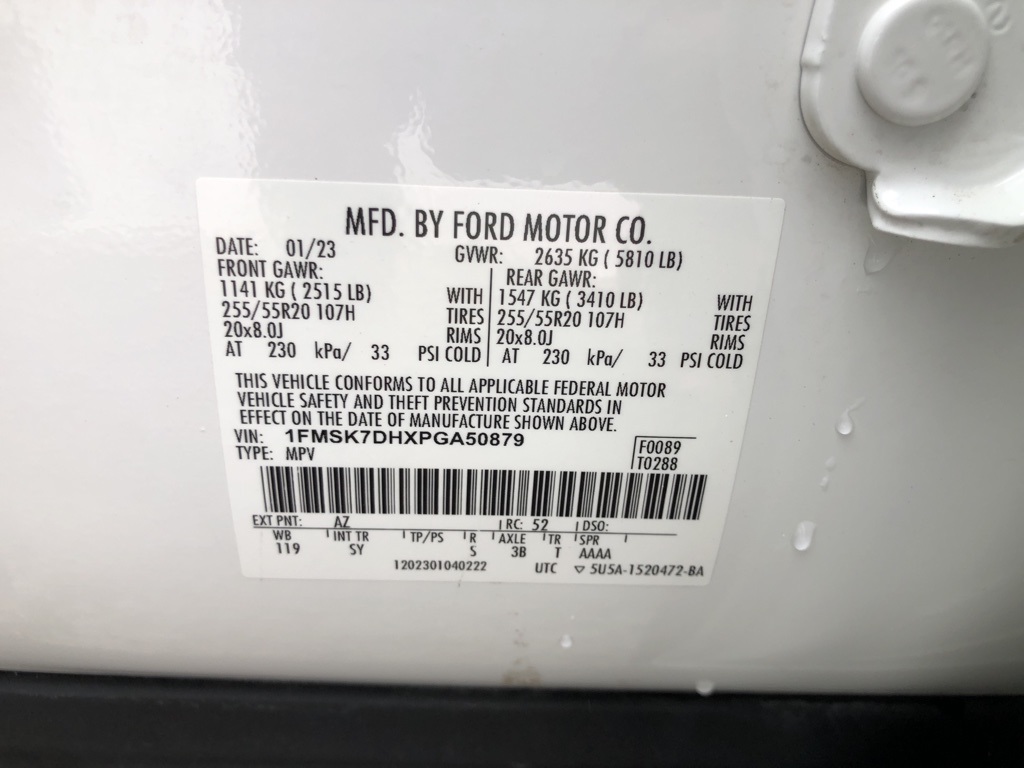 MFD. BY FORD MOTOR CO.
DATE: 01/23 GVWR: 2635 KG ( 5810 LB)
FRONT GAWR: REAR GAWR:
1141 KG ( 2515 LB) WITH 1547 KG ( 3410 LB) WITH
255/55R20 107H TIRES 255/55R20 107H TIRES
20x8.0J RIMS 20x8.0J RIMS
AT 230 kPa/ 33 PSI COLD AT 230 kPa/ 33 PSI COLD
THIS VEHICLE CONFORMS TO ALL APPLICABLE FEDERAL MOTOR
VEHICLE SAFETY AND THEFT PREVENTION STANDARDS IN
EFFECT ON THE DATE OF MANUFACTURE SHOWN ABOVE.
VIN: 1FMSK7DHXPGA50879 F0089
TYPE: MPV T0288
EXT PNT: AZ RC: 52 DSO:
WB INT TR TP/PS R AXLE TR SPR
119 SY S 3B T AAAA
1202301040222 UTC ▽ 5U5A-1520472-BA